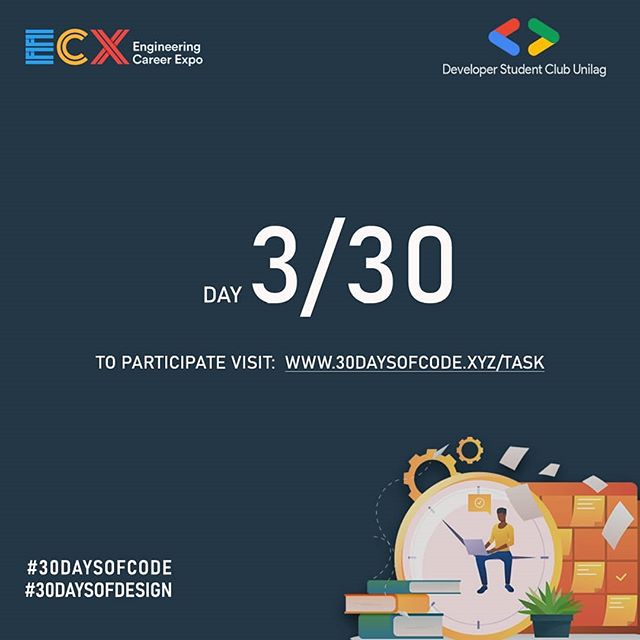 ECX Engineering
Career Expo
Developer Student Club Unilag
DAY 3/30
TO PARTICIPATE VISIT: WWW.30DAYSOFCODE.XYZ/TASK
#30DAYSOFCODE
#30DAYSOFDESIGN